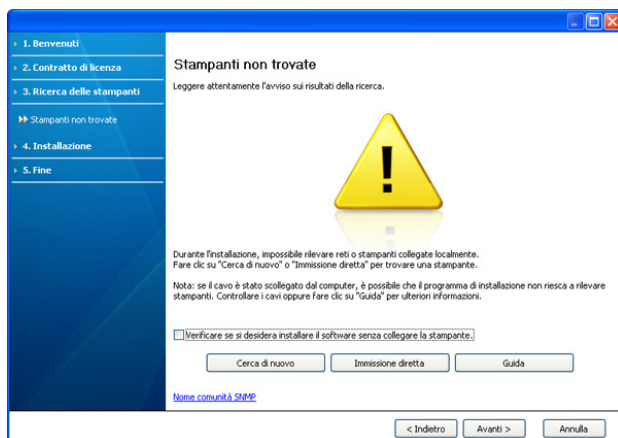 1. Benvenuti
2. Contratto di licenza
3. Ricerca delle stampanti
Stampanti non trovate
4. Installazione
5. Fine
Stampanti non trovate
Leggere attentamente l'avviso sui risultati della ricerca.
Durante l'installazione, impossibile rilevare reti o stampanti collegate localmente.
Fare clic su "Cerca di nuovo" o "Immissione diretta" per trovare una stampante.
Nota: se il cavo è stato scollegato dal computer, è possibile che il programma di installazione non riesca a rilevare
stampanti. Controllare i cavi oppure fare clic su "Guida" per ulteriori informazioni.
Verificare se si desidera installare il software senza collegare la stampante.
Cerca di nuovo
Immissione diretta
Guida
Nome comunità SNMP
< Indietro
Avanti >
Annulla